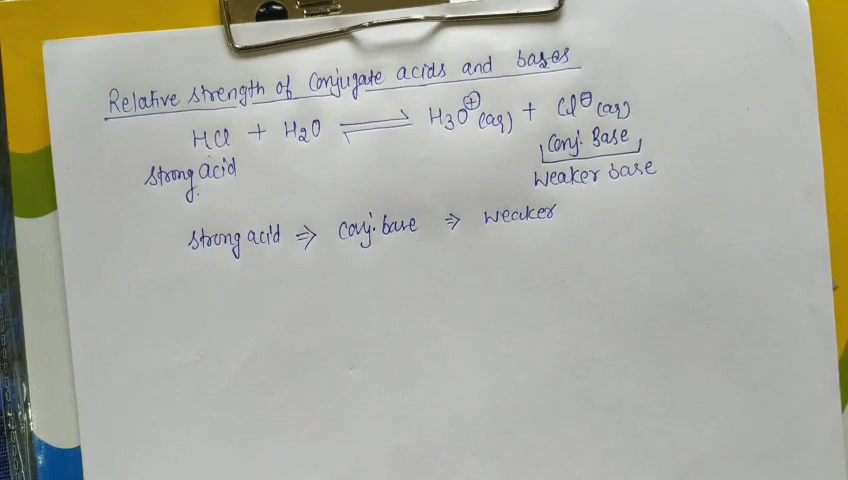 Relative strength of conjugate acids and bases
HCl + H2O ⇌ H3O⊕(aq) + Cl⊖(aq)
strong acid
Conj. Base
weaker base
strong acid ⇒ conj. base ⇒ weaker